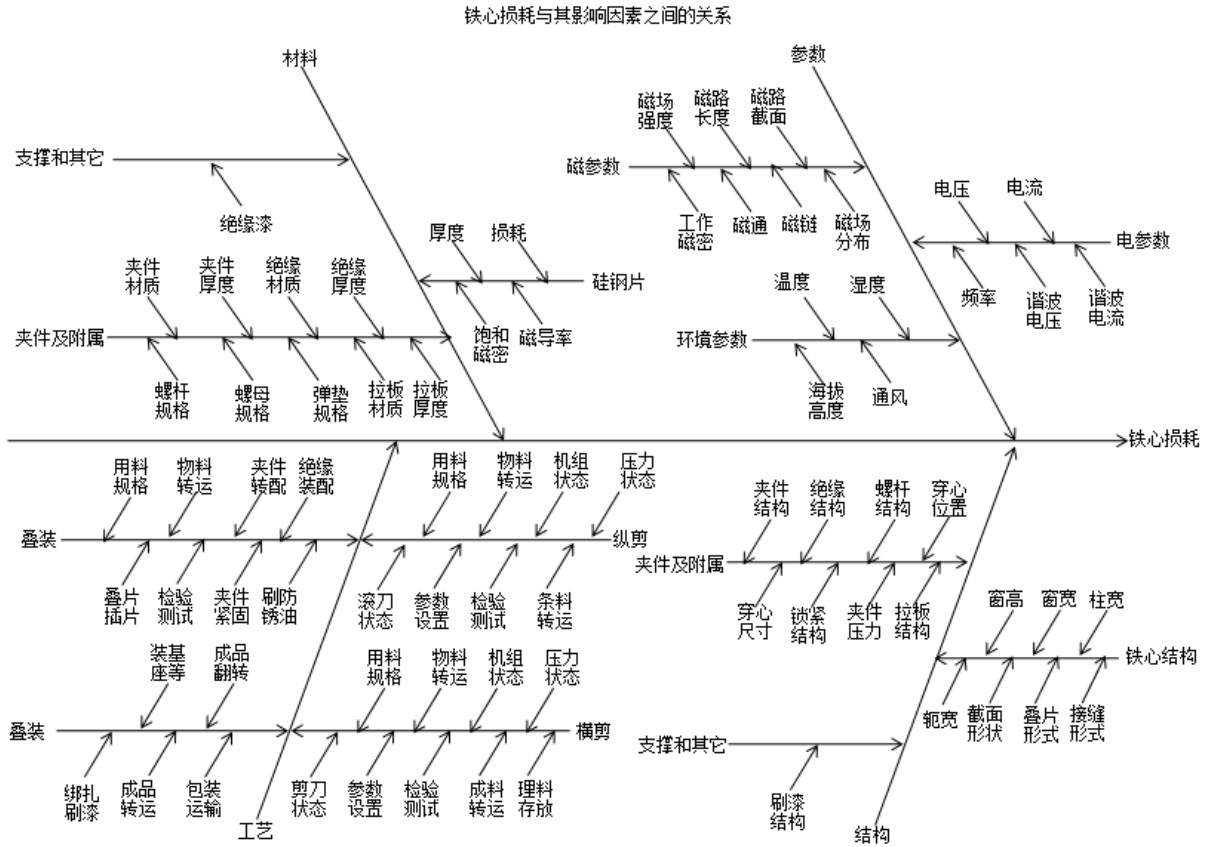 铁心损耗与其影响因素之间的关系
材料
参数
磁场
强度
磁路
长度
磁路
截面
支撑和其它
磁参数
绝缘漆
工作
磁密
磁通
磁链
磁场
分布
电压
电流
电参数
频率
谐波
电压
谐波
电流
厚度
损耗
硅钢片
饱和
磁密
磁导率
夹件
材质
夹件
厚度
绝缘
材质
绝缘
厚度
夹件及附属
螺杆
规格
螺母
规格
弹垫
规格
拉板
材质
拉板
厚度
温度
湿度
环境参数
海拔
高度
通风
铁心损耗
用料
规格
物料
转运
夹件
转配
绝缘
装配
叠装
叠片
插片
检验
测试
夹件
紧固
刷防
锈油
用料
规格
物料
转运
机组
状态
压力
状态
纵剪
滚刀
状态
参数
设置
检验
测试
条料
转运
夹件
结构
绝缘
结构
螺杆
结构
穿心
位置
夹件及附属
穿心
尺寸
锁紧
结构
夹件
压力
拉板
结构
窗高
窗宽
柱宽
铁心结构
轭宽
截面
形状
叠片
形式
接缝
形式
装基
座等
成品
翻转
叠装
绑扎
刷漆
成品
转运
包装
运输
用料
规格
物料
转运
机组
状态
压力
状态
横剪
剪刀
状态
参数
设置
检验
测试
成料
转运
理料
存放
支撑和其它
刷漆
结构
工艺
结构